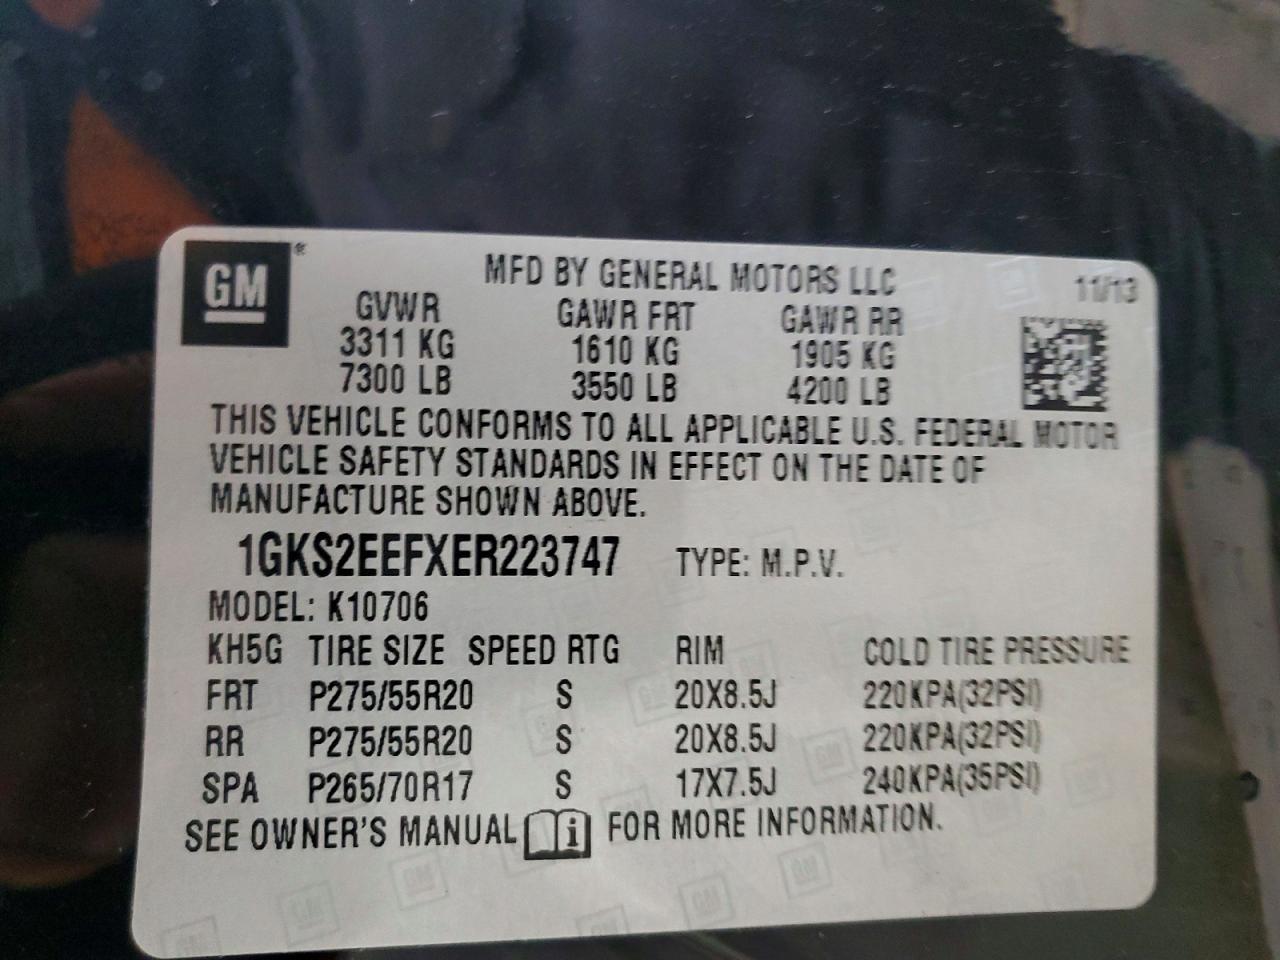 GM ®
MFD BY GENERAL MOTORS LLC 11/13
GVWR GAWR FRT GAWR RR
3311 KG 1610 KG 1905 KG
7300 LB 3550 LB 4200 LB
THIS VEHICLE CONFORMS TO ALL APPLICABLE U.S. FEDERAL MOTOR
VEHICLE SAFETY STANDARDS IN EFFECT ON THE DATE OF
MANUFACTURE SHOWN ABOVE.
1GKS2EEFXER223747 TYPE: M.P.V.
MODEL: K10706
KH5G TIRE SIZE SPEED RTG RIM COLD TIRE PRESSURE
FRT P275/55R20 S 20X8.5J 220KPA(32PSI)
RR P275/55R20 S 20X8.5J 220KPA(32PSI)
SPA P265/70R17 S 17X7.5J 240KPA(35PSI)
SEE OWNER'S MANUAL i FOR MORE INFORMATION.